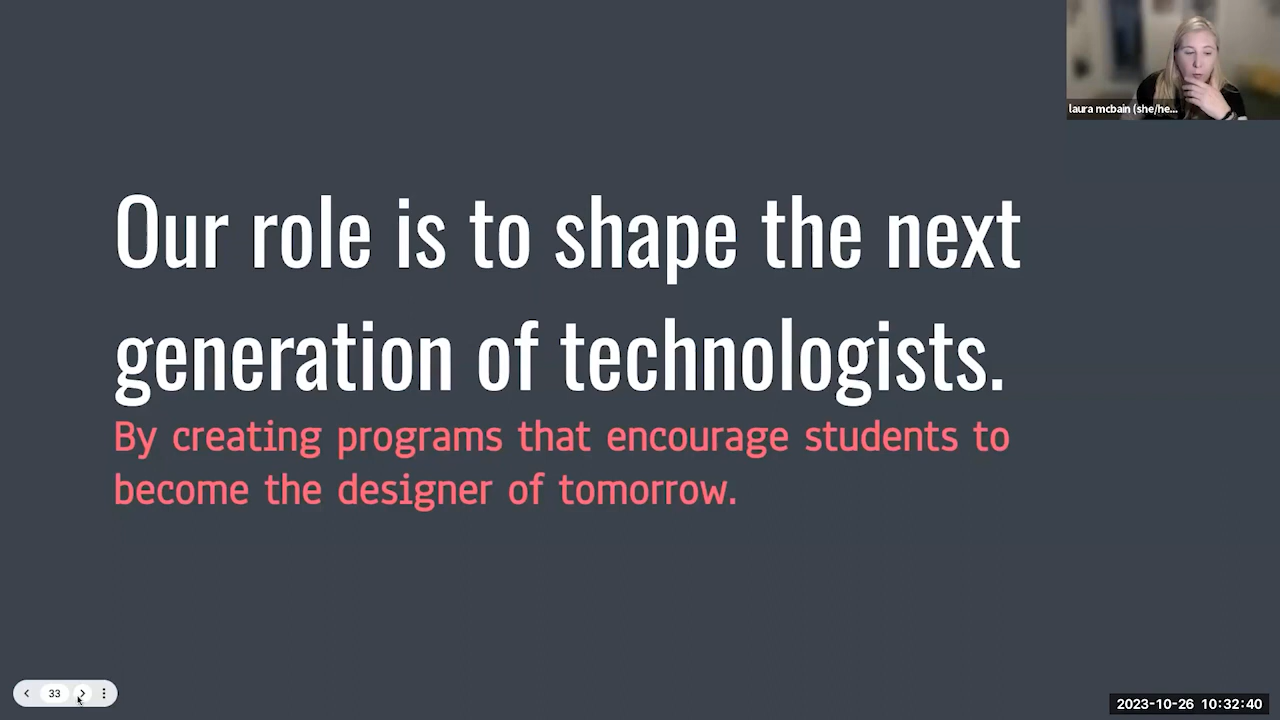 laura mcbain (she/he...
Our role is to shape the next
generation of technologists.
By creating programs that encourage students to
become the designer of tomorrow.
33
2023-10-26 10:32:40